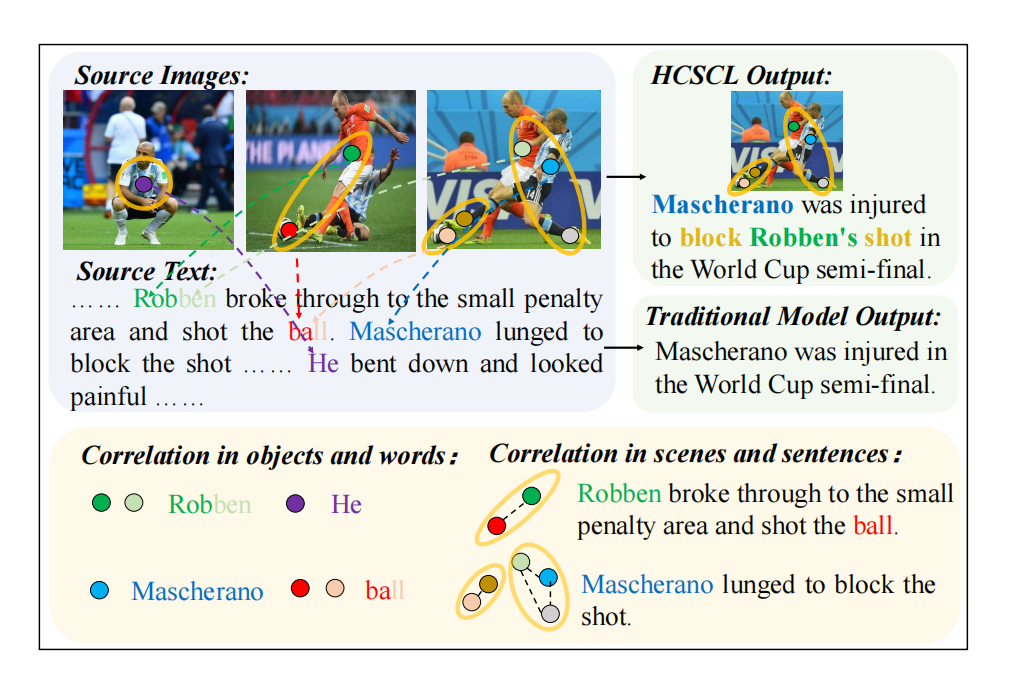 Source Images:
THE PLANE
VISA
14
Source Text:
…… Robben broke through to the small penalty
area and shot the ball. Mascherano lunged to
block the shot …… He bent down and looked
painful ……
HCSCL Output:
Mascherano was injured
to block Robben's shot in
the World Cup semi-final.
Traditional Model Output:
Mascherano was injured in
the World Cup semi-final.
Correlation in objects and words:
Robben
He
Mascherano
ball
Correlation in scenes and sentences:
Robben broke through to the small
penalty area and shot the ball.
Mascherano lunged to block the
shot.